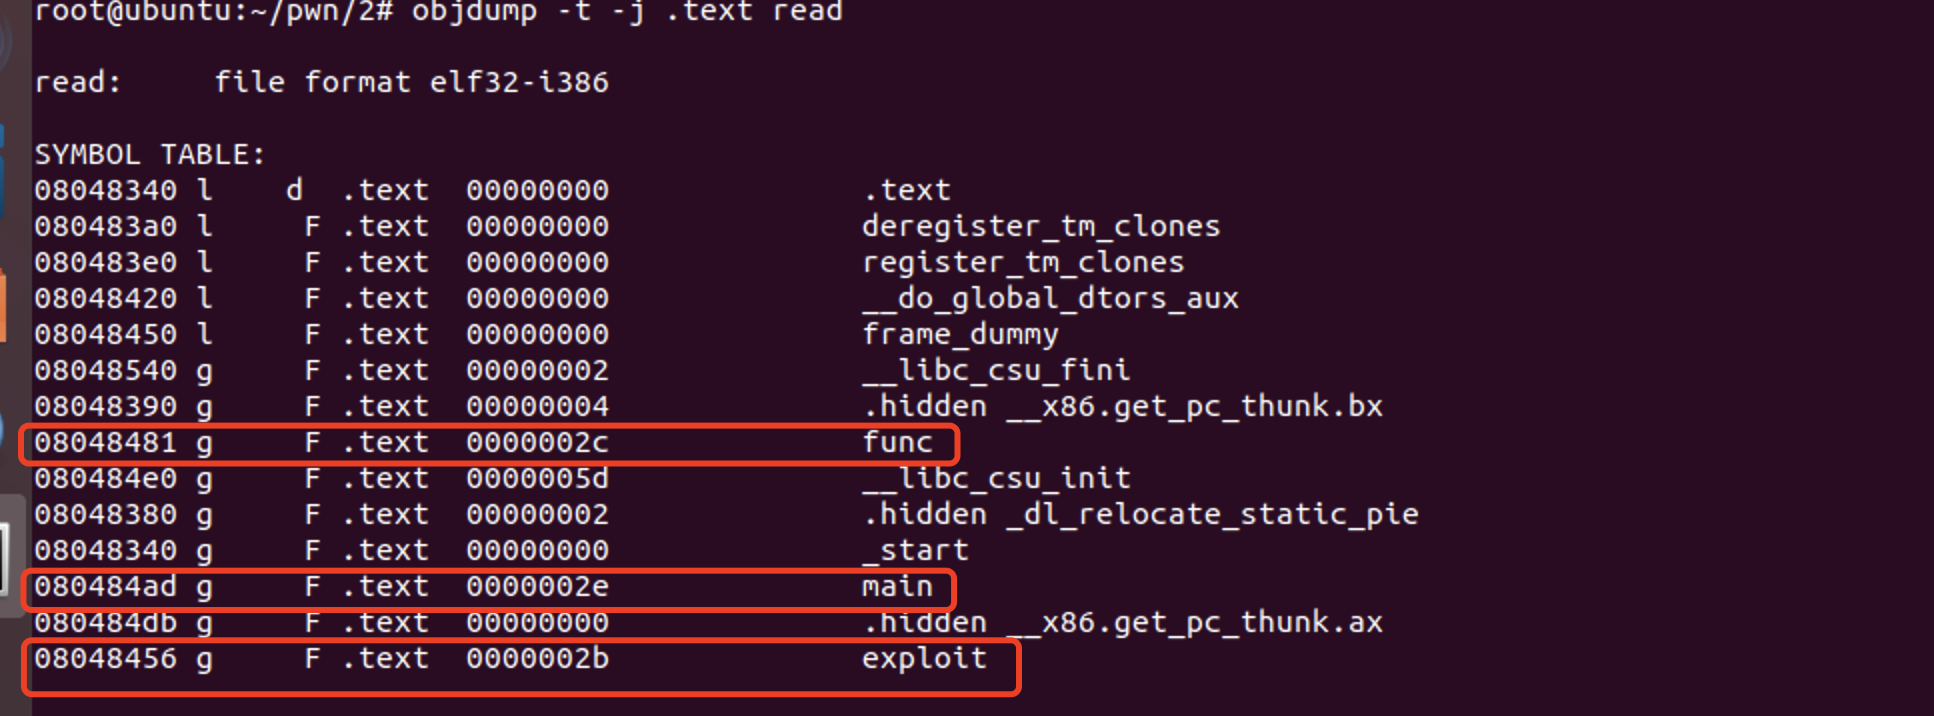 root@ubuntu:~/pwn/2# objdump -t -j .text read
read:     file format elf32-i386
SYMBOL TABLE:
08048340 l    d  .text  00000000              .text
080483a0 l     F .text  00000000              deregister_tm_clones
080483e0 l     F .text  00000000              register_tm_clones
08048420 l     F .text  00000000              __do_global_dtors_aux
08048450 l     F .text  00000000              frame_dummy
08048540 g     F .text  00000002              __libc_csu_fini
08048390 g     F .text  00000004              .hidden __x86.get_pc_thunk.bx
08048481 g     F .text  0000002c              func
080484e0 g     F .text  0000005d              __libc_csu_init
08048380 g     F .text  00000002              .hidden _dl_relocate_static_pie
08048340 g     F .text  00000000              _start
080484ad g     F .text  0000002e              main
080484db g     F .text  00000000              .hidden __x86.get_pc_thunk.ax
08048456 g     F .text  0000002b              exploit